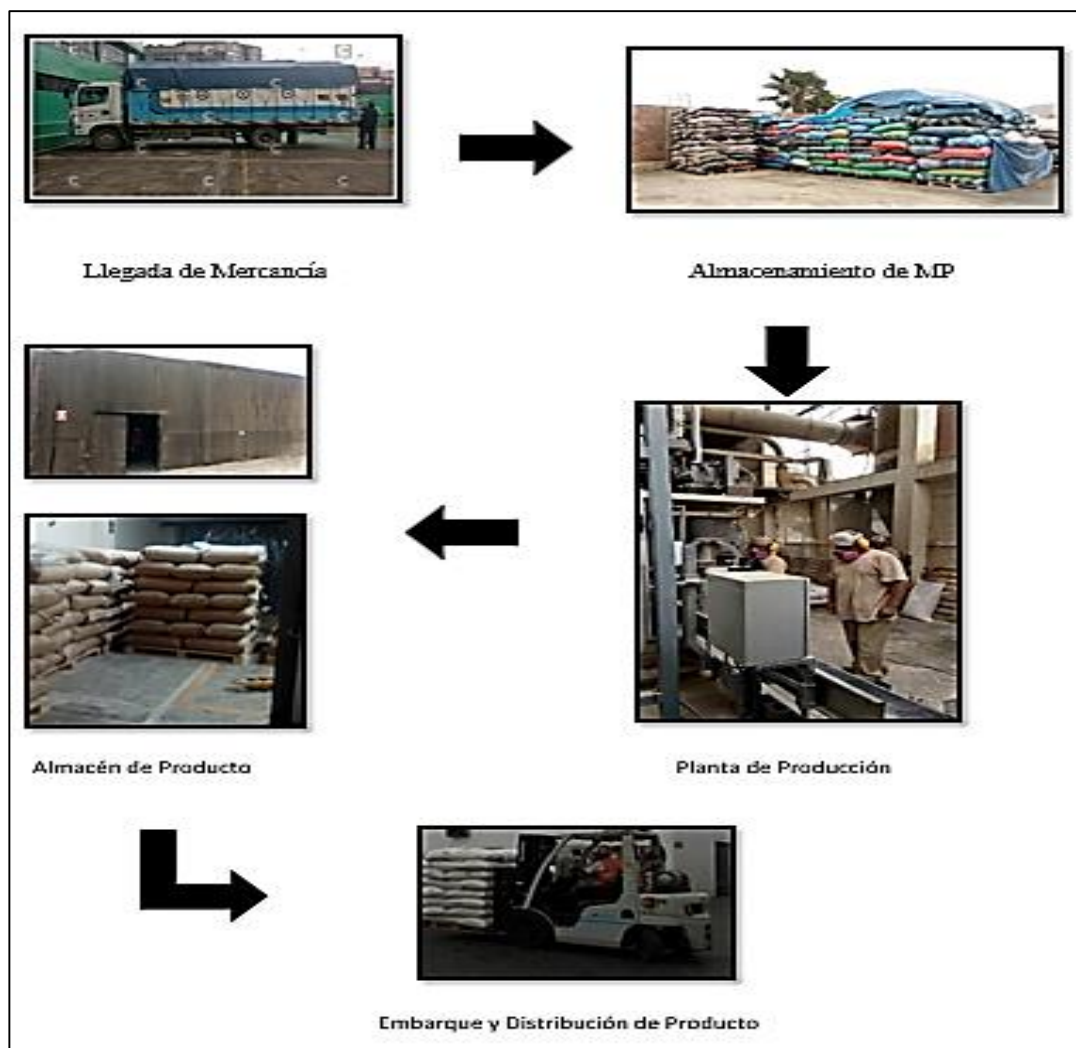 Llegada de Mercancía
Almacenamiento de MP
Almacén de Producto
Planta de Producción
Embarque y Distribución de Producto